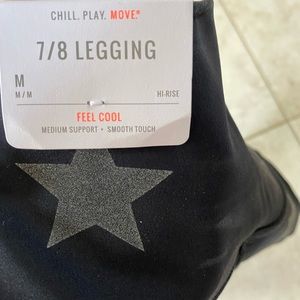 CHILL. PLAY. MOVE.®
7/8 LEGGING
M
M / M
HI-RISE
FEEL COOL
MEDIUM SUPPORT • SMOOTH TOUCH